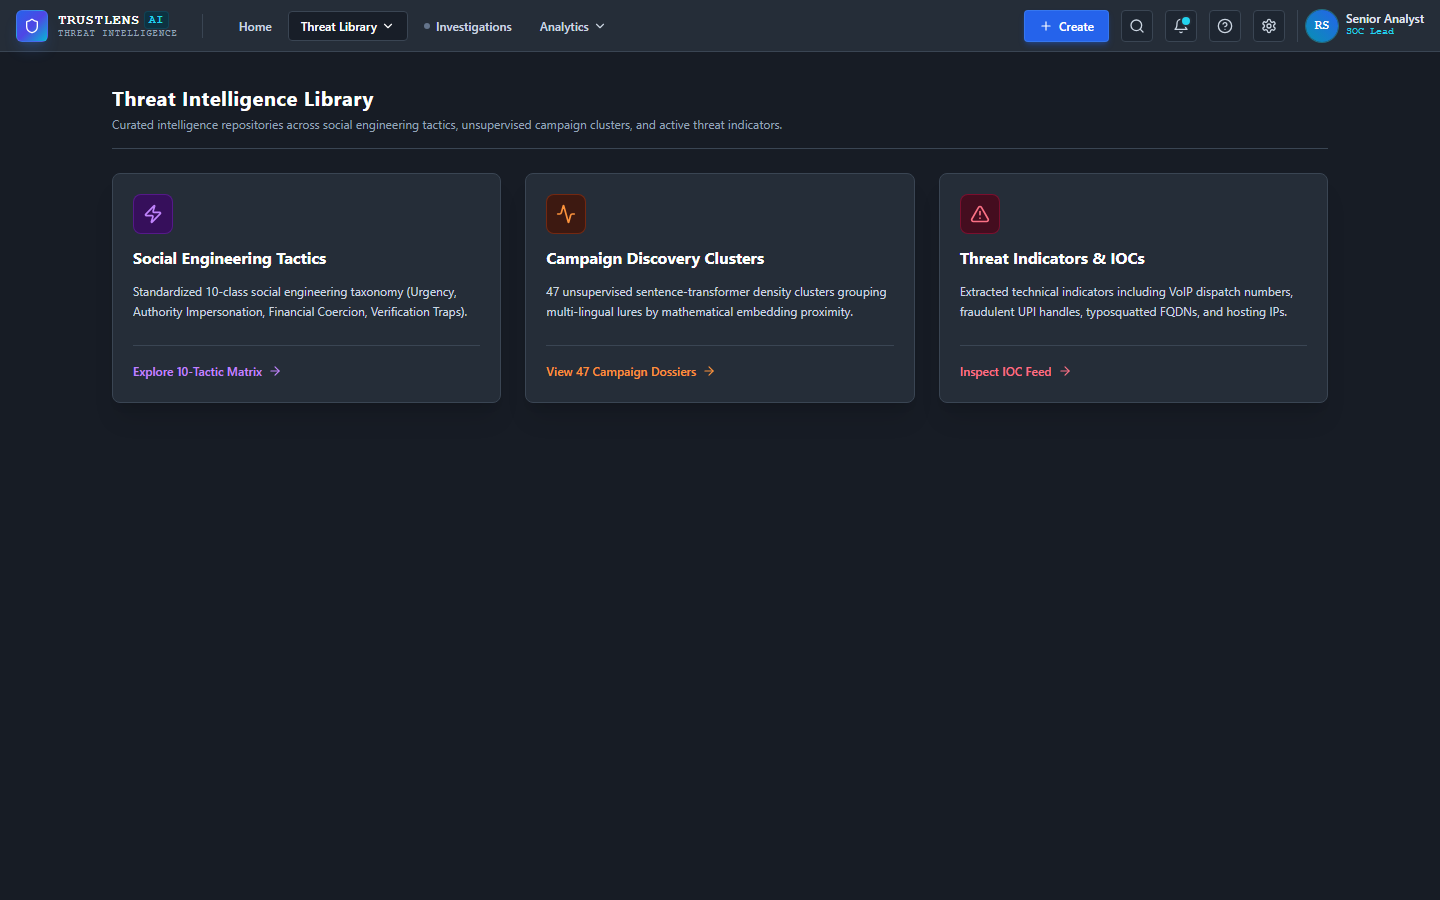 TRUSTLENS AI
THREAT INTELLIGENCE
Home
Threat Library
Investigations
Analytics
Create
RS
Senior Analyst
SOC Lead
Threat Intelligence Library
Curated intelligence repositories across social engineering tactics, unsupervised campaign clusters, and active threat indicators.
Social Engineering Tactics
Standardized 10-class social engineering taxonomy (Urgency,
Authority Impersonation, Financial Coercion, Verification Traps).
Explore 10-Tactic Matrix
Campaign Discovery Clusters
47 unsupervised sentence-transformer density clusters grouping
multi-lingual lures by mathematical embedding proximity.
View 47 Campaign Dossiers
Threat Indicators & IOCs
Extracted technical indicators including VoIP dispatch numbers,
fraudulent UPI handles, typosquatted FQDNs, and hosting IPs.
Inspect IOC Feed